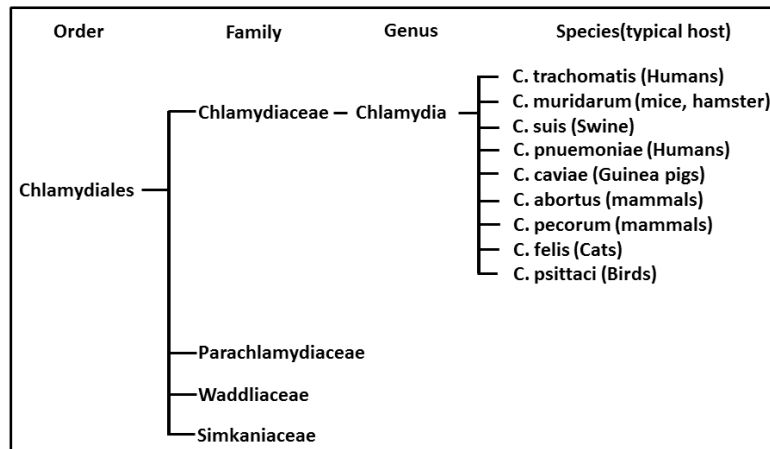 Order Family Genus Species(typical host)
C. trachomatis (Humans)
C. muridarum (mice, hamster)
Chlamydiaceae Chlamydia
C. suis (Swine)
C. pnuemoniae (Humans)
C. caviae (Guinea pigs)
Chlamydiales
C. abortus (mammals)
C. pecorum (mammals)
C. felis (Cats)
C. psittaci (Birds)
Parachlamydiaceae
Waddliaceae
Simkaniaceae